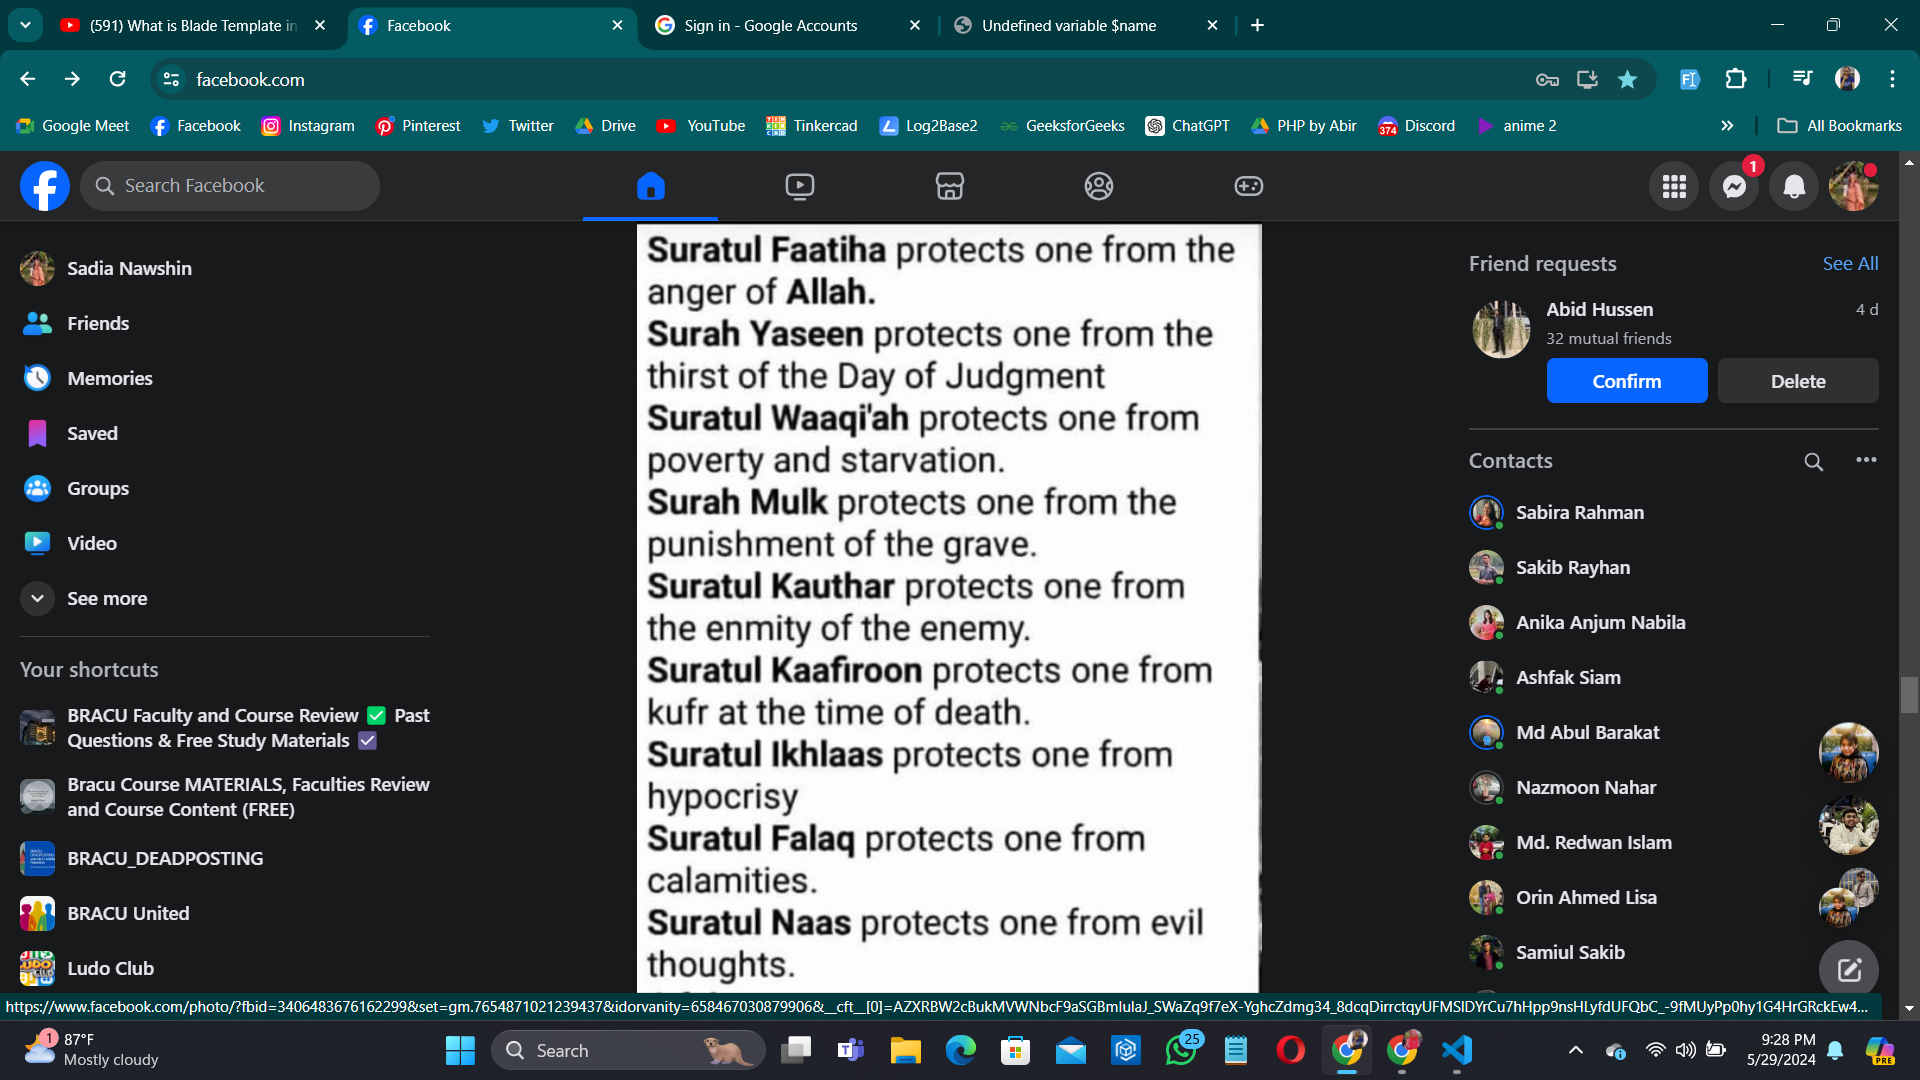 (591) What is Blade Template in
Facebook
Sign in - Google Accounts
Undefined variable $name
facebook.com
Google Meet
Facebook
Instagram
Pinterest
Twitter
Drive
YouTube
Tinkercad
Log2Base2
GeeksforGeeks
ChatGPT
PHP by Abir
374
Discord
anime 2
All Bookmarks
Search Facebook
1
Sadia Nawshin
Friends
Memories
Saved
Groups
Video
See more
Your shortcuts
BRACU Faculty and Course Review ✅ Past
Questions & Free Study Materials ☑
Bracu Course MATERIALS, Faculties Review
and Course Content (FREE)
BRACU_DEADPOSTING
BRACU United
Ludo Club
Suratul Faatiha protects one from the
anger of Allah.
Surah Yaseen protects one from the
thirst of the Day of Judgment
Suratul Waaqi'ah protects one from
poverty and starvation.
Surah Mulk protects one from the
punishment of the grave.
Suratul Kauthar protects one from
the enmity of the enemy.
Suratul Kaafiroon protects one from
kufr at the time of death.
Suratul Ikhlaas protects one from
hypocrisy
Suratul Falaq protects one from
calamities.
Suratul Naas protects one from evil
thoughts.
Friend requests
See All
Abid Hussen
4 d
32 mutual friends
Confirm
Delete
Contacts
Sabira Rahman
Sakib Rayhan
Anika Anjum Nabila
Ashfak Siam
Md Abul Barakat
Nazmoon Nahar
Md. Redwan Islam
Orin Ahmed Lisa
Samiul Sakib
https://www.facebook.com/photo/?fbid=3406483676162299&set=gm.7654871021239437&idorvanity=658467030879906&__cft__[0]=AZXRBW2cBukMVWNbcF9aSGBmIulaJ_SWaZq9f7eX-YghcZdmg34_8dcqDirrctqyUFMSlDYrCu7hHpp9nsHLyfdUFQbC_-9fMUyPp0hy1G4HrGRckEw4...
1
87°F
Mostly cloudy
Search
25
9:28 PM
5/29/2024
PRE